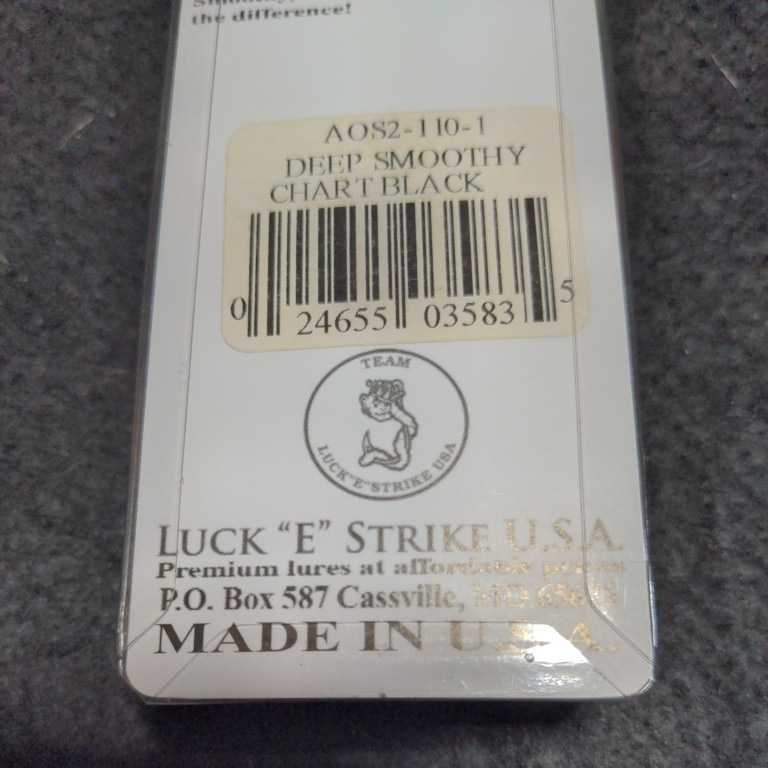 the difference!
AOS2-110-1
DEEP SMOOTHY
CHART BLACK
0 24655 03583 5
TEAM
LUCK "E" STRIKE USA
LUCK “E” STRIKE U.S.A.
Premium lures at affordable prices
P.O. Box 587 Cassville, MO
MADE IN U.S.A.